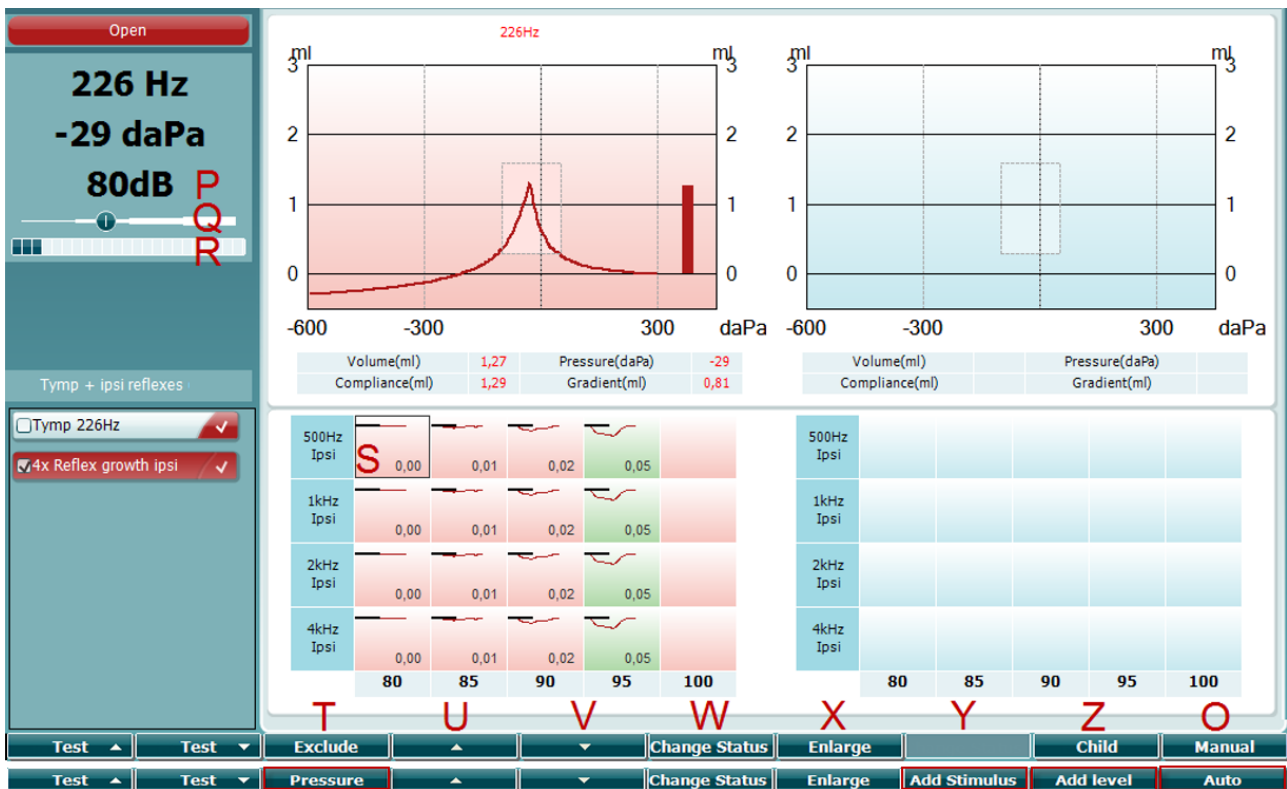 Open
226 Hz
-29 daPa
80dB P
Q
R
Tymp + ipsi reflexes
Tymp 226Hz
4x Reflex growth ipsi
226Hz
ml ml
3 3
2 2
1 1
0 0
-600 -300 300 daPa
Volume(ml) 1,27 Pressure(daPa) -29
Compliance(ml) 1,29 Gradient(ml) 0,81
ml ml
3 3
2 2
1 1
0 0
-600 -300 300 daPa
Volume(ml) Pressure(daPa)
Compliance(ml) Gradient(ml)
500Hz
Ipsi
S 0,00 0,01 0,02 0,05
1kHz
Ipsi
0,00 0,01 0,02 0,05
2kHz
Ipsi
0,00 0,01 0,02 0,05
4kHz
Ipsi
0,00 0,01 0,02 0,05
80 85 90 95 100
500Hz
Ipsi
1kHz
Ipsi
2kHz
Ipsi
4kHz
Ipsi
80 85 90 95 100
T U V W X Y Z O
Test Test Exclude Change Status Enlarge Child Manual
Test Test Pressure Change Status Enlarge Add Stimulus Add level Auto